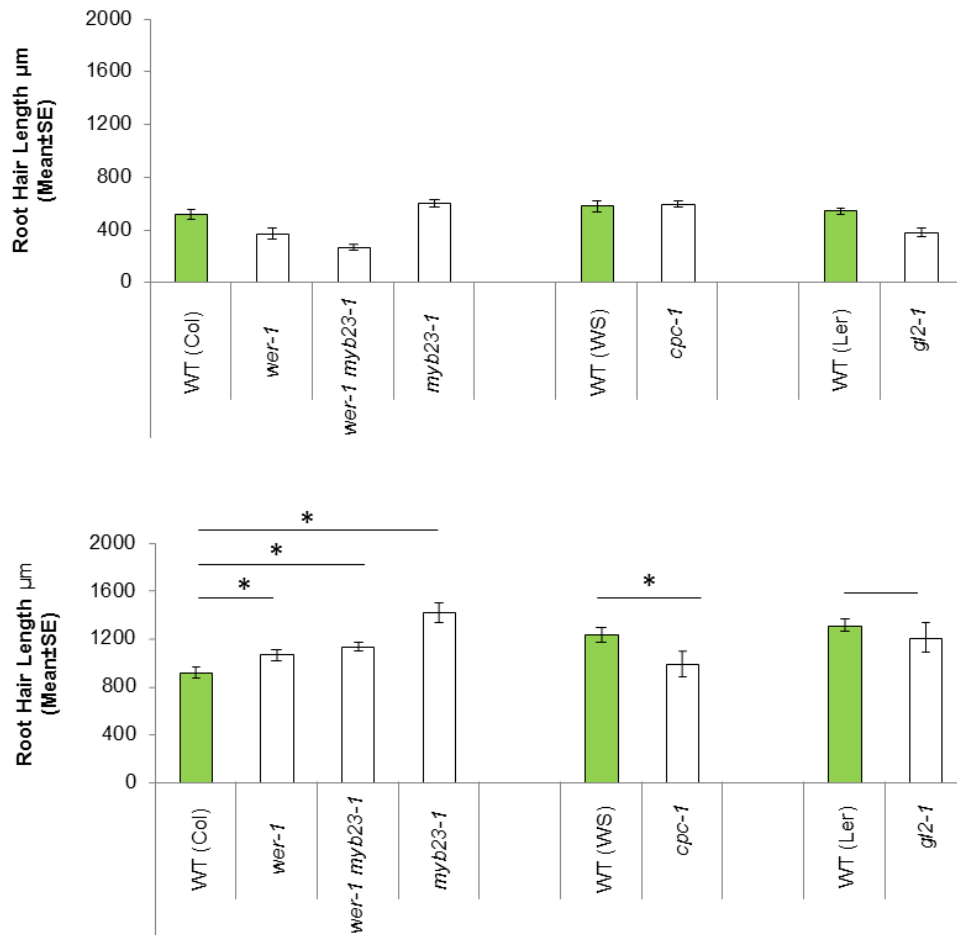 Root Hair Length µm
(Mean±SE)
2000
1600
1200
800
400
0
WT (Col)
wer-1
wer-1 myb23-1
myb23-1
WT (WS)
cpc-1
WT (Ler)
gl2-1
Root Hair Length µm
(Mean±SE)
2000
1600
1200
800
400
0
*
*
*
*
WT (Col)
wer-1
wer-1 myb23-1
myb23-1
WT (WS)
cpc-1
WT (Ler)
gl2-1